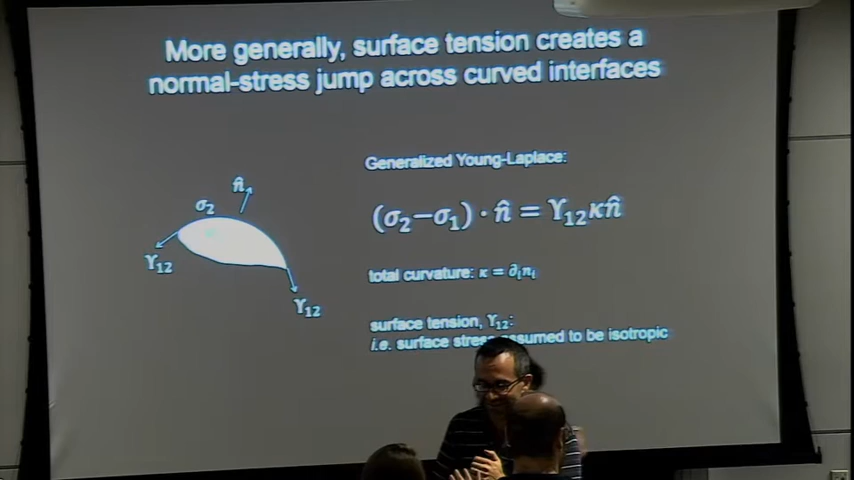 More generally, surface tension creates a
normal-stress jump across curved interfaces
Generalized Young-Laplace:
n̂
σ₂
(σ₂−σ₁) · n̂ = ϒ₁₂κn̂
ϒ₁₂
total curvature: κ = ∂ᵢnᵢ
ϒ₁₂
surface tension, ϒ₁₂:
i.e. surface stress assumed to be isotropic